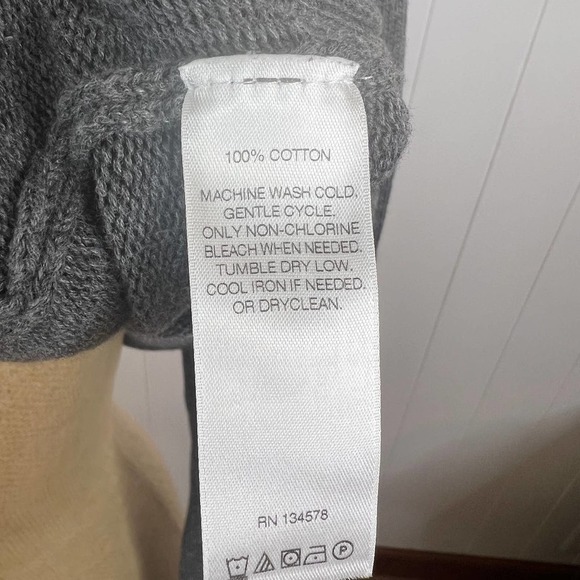 100% COTTON
MACHINE WASH COLD,
GENTLE CYCLE.
ONLY NON-CHLORINE
BLEACH WHEN NEEDED.
TUMBLE DRY LOW.
COOL IRON IF NEEDED.
OR DRYCLEAN.
RN 134578
P